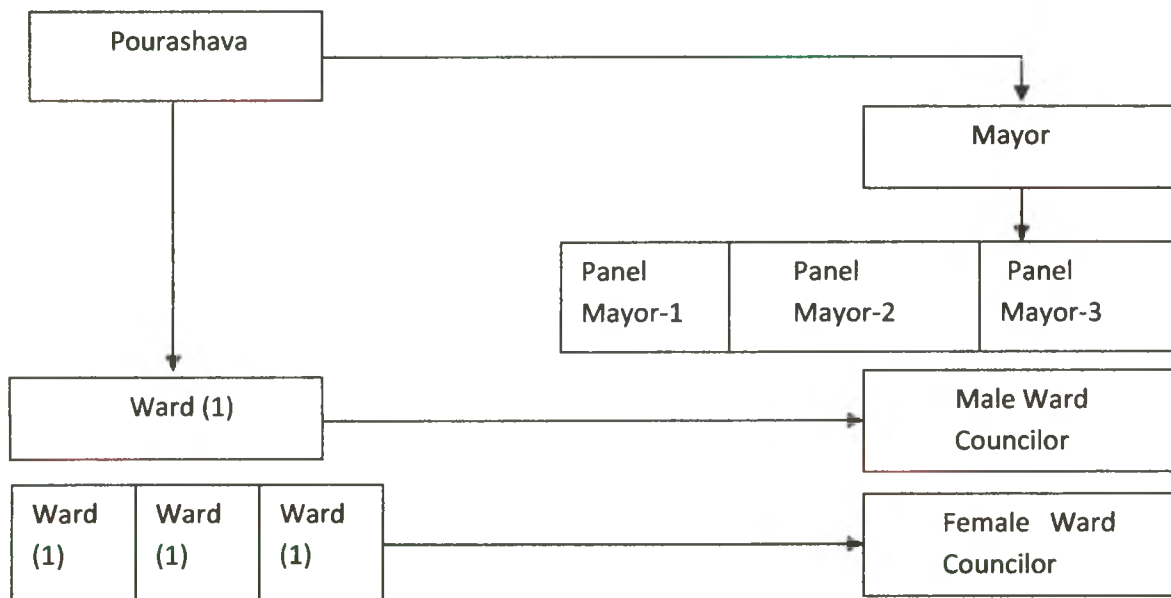 Pourashava
Mayor
Panel
Mayor-1
Panel
Mayor-2
Panel
Mayor-3
Ward (1)
Male Ward
Councilor
Ward
(1)
Ward
(1)
Ward
(1)
Female Ward
Councilor